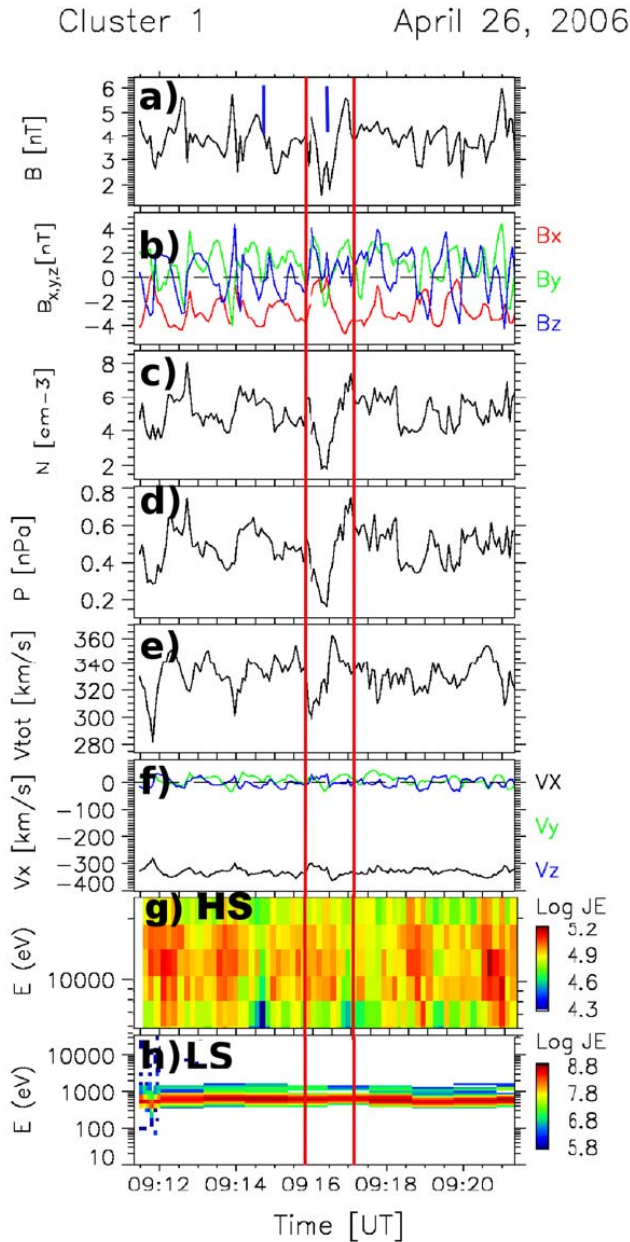 Cluster 1 April 26, 2006
a)
B [nT]
6
5
4
3
2
b)
Bx,y,z[nT]
4
2
0
−2
−4
Bx
By
Bz
c)
N [cm−3]
8
6
4
2
d)
P [nPa]
0.8
0.6
0.4
0.2
e)
Vtot [km/s]
360
340
320
300
280
f)
Vx [km/s]
0
−100
−200
−300
−400
VX
Vy
Vz
g) HS
E (eV)
10000
Log JE
5.2
4.9
4.6
4.3
h) LS
E (eV)
10000
1000
100
10
Log JE
8.8
7.8
6.8
5.8
09:12 09:14 09 16 09:18 09:20
Time [UT]